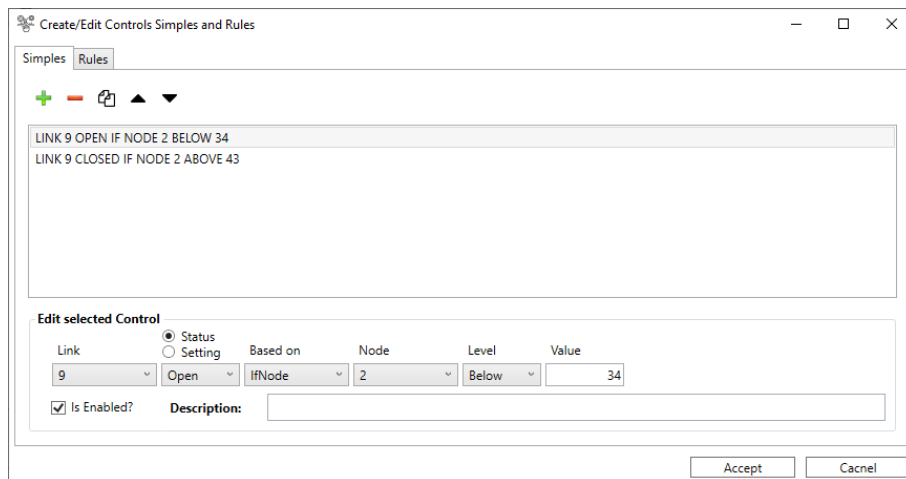 Create/Edit Controls Simples and Rules
Simples Rules
LINK 9 OPEN IF NODE 2 BELOW 34
LINK 9 CLOSED IF NODE 2 ABOVE 43
Edit selected Control
Status
Link Setting Based on Node Level Value
9 Open IfNode 2 Below 34
Is Enabled? Description:
Accept Cacnel